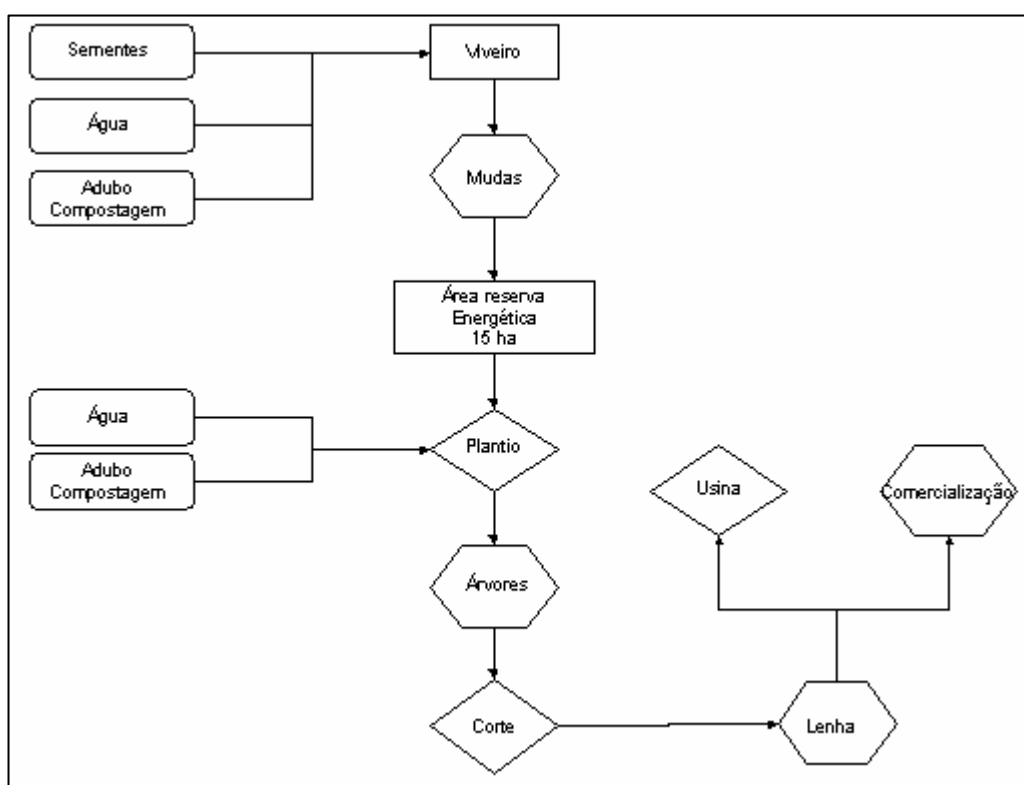 Sementes
Viveiro
Água
Adubo
Compostagem
Mudas
Área reserva
Energética
15 ha
Água
Adubo
Compostagem
Plantio
Usina
Comercialização
Árvores
Corte
Lenha